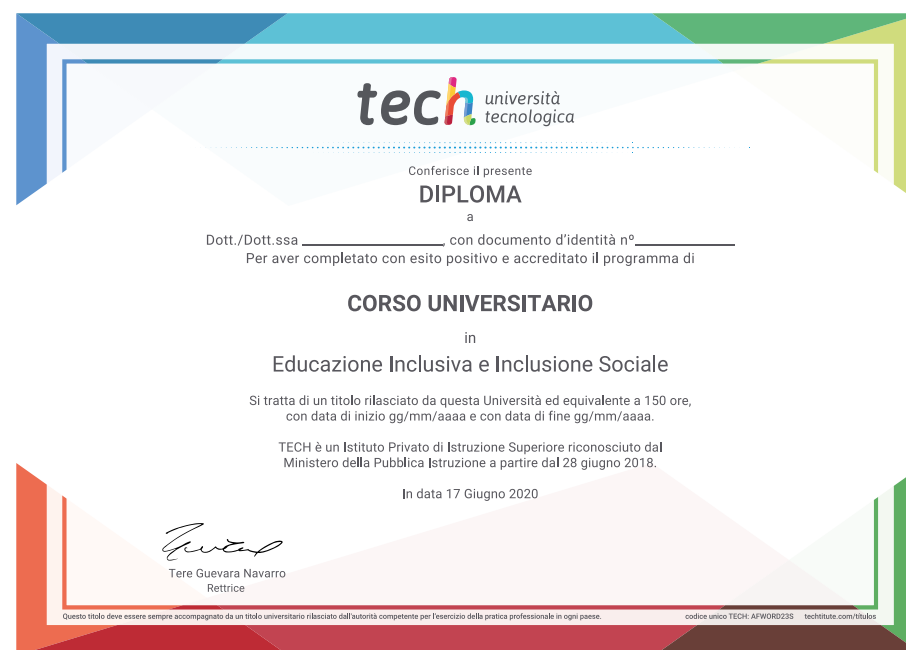 tech università
tecnologica
Conferisce il presente
DIPLOMA
a
Dott./Dott.ssa ____________, con documento d'identità nº____________
Per aver completato con esito positivo e accreditato il programma di
CORSO UNIVERSITARIO
in
Educazione Inclusiva e Inclusione Sociale
Si tratta di un titolo rilasciato da questa Università ed equivalente a 150 ore,
con data di inizio gg/mm/aaaa e con data di fine gg/mm/aaaa.
TECH è un Istituto Privato di Istruzione Superiore riconosciuto dal
Ministero della Pubblica Istruzione a partire dal 28 giugno 2018.
In data 17 Giugno 2020
Tere Guevara Navarro
Rettrice
Questo titolo deve essere sempre accompagnato da un titolo universitario rilasciato dall'autorità competente per l'esercizio della pratica professionale in ogni paese. codice unico TECH: AFWORD23S techtitute.com/titulos